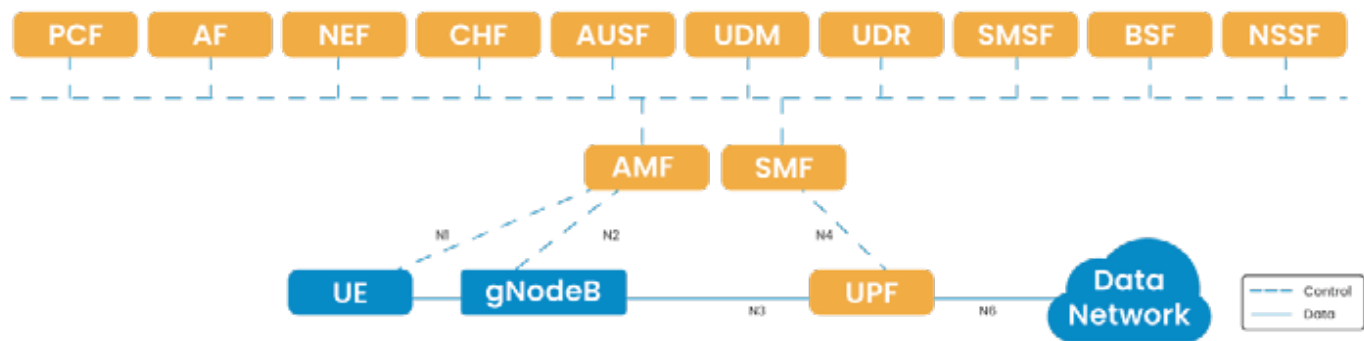 PCF AF NEF CHF AUSF UDM UDR SMSF BSF NSSF
AMF SMF
N1 N2 N4
UE gNodeB UPF Data
Network
N3 N6
Control
Data